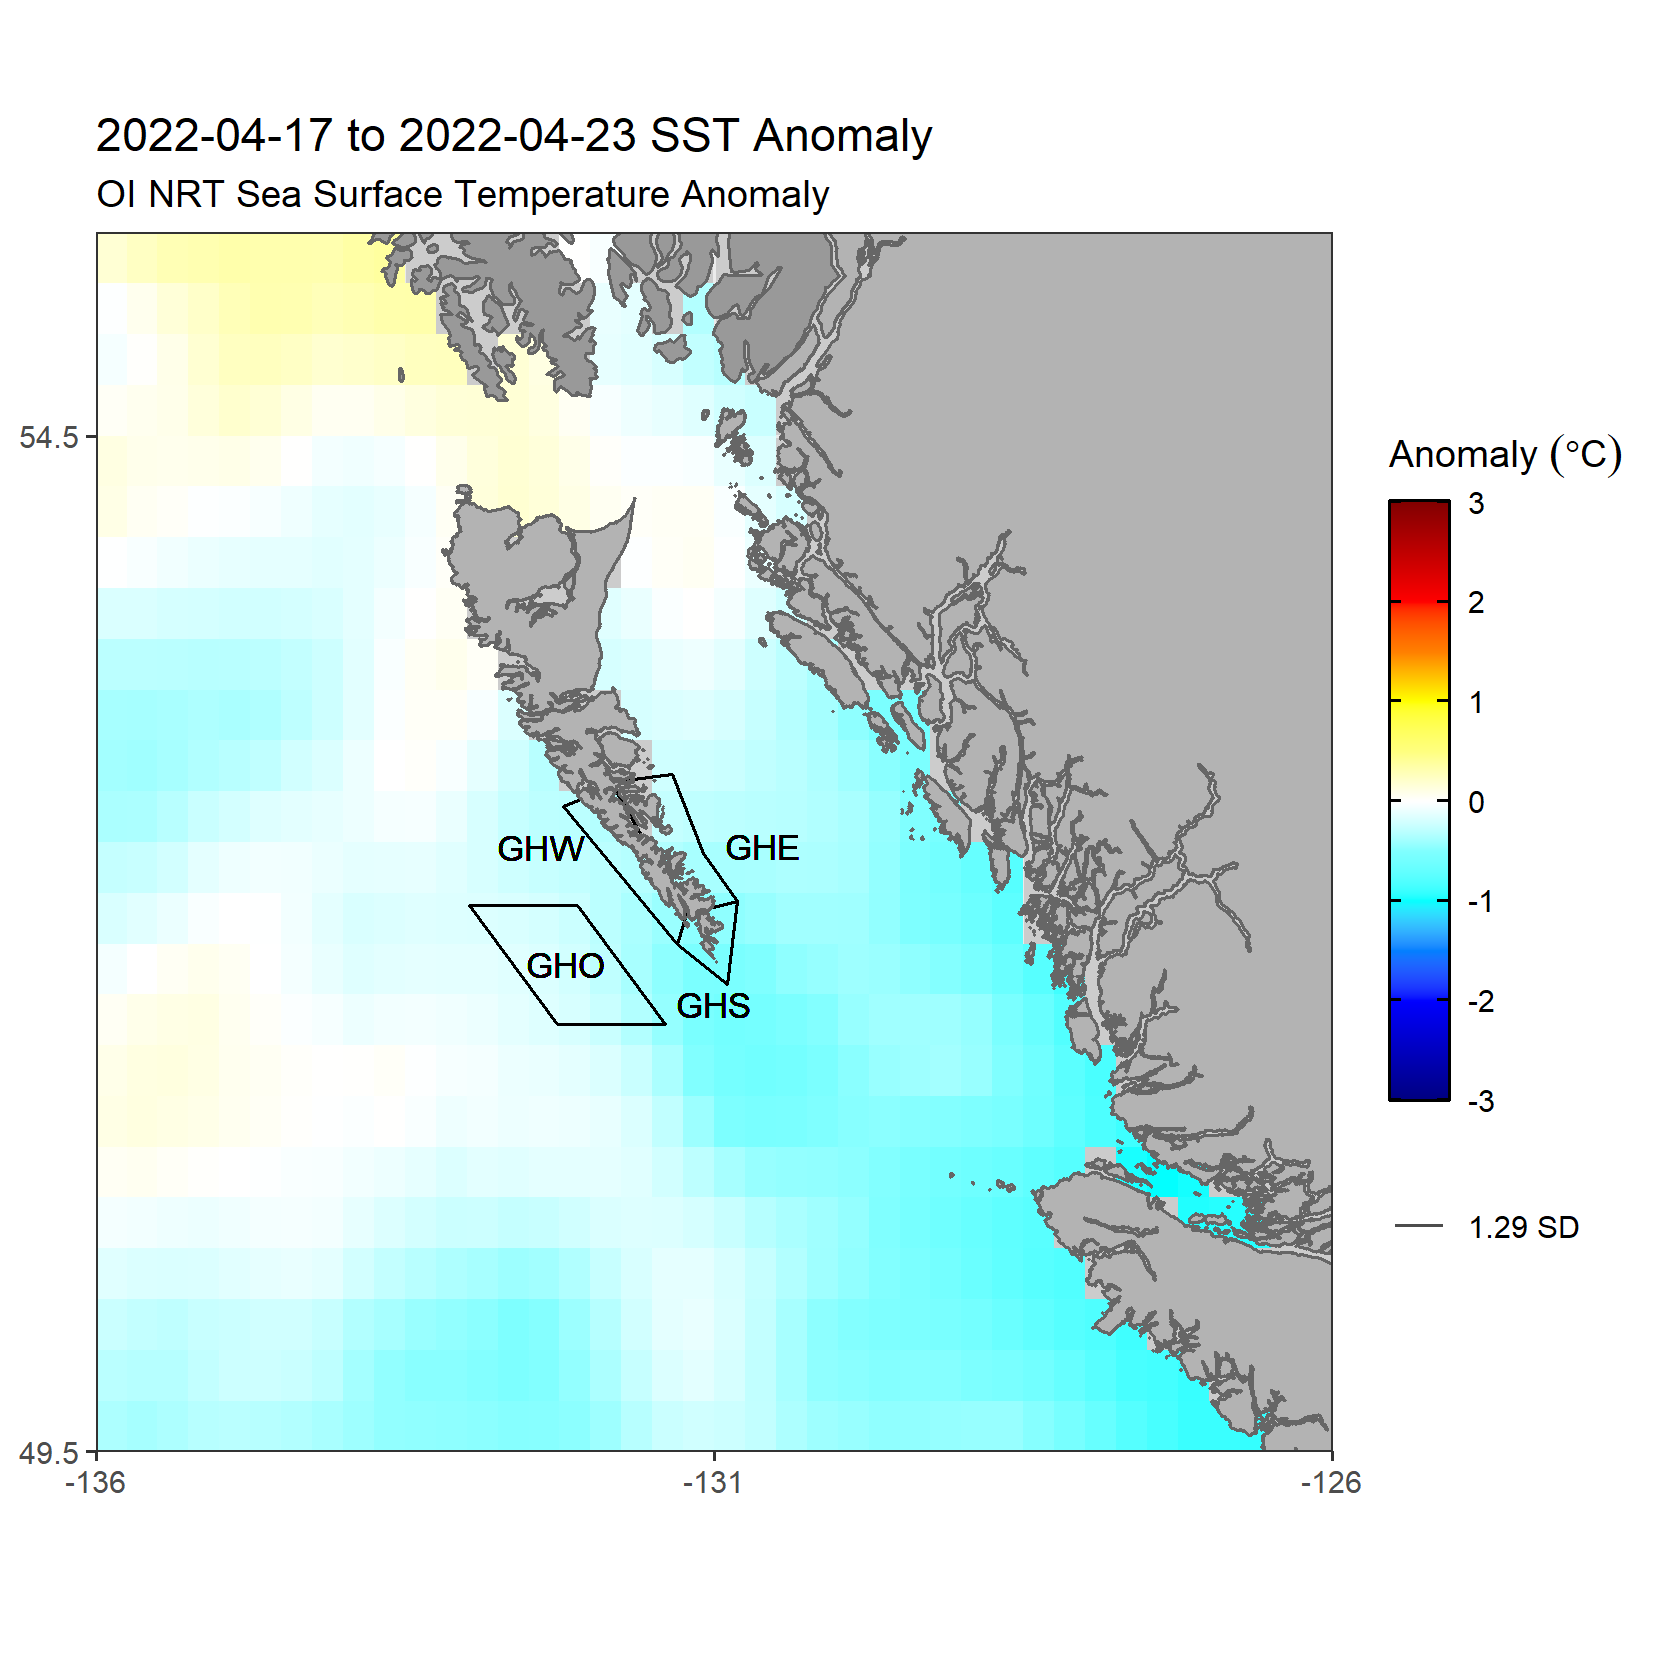 2022-04-17 to 2022-04-23 SST Anomaly
OI NRT Sea Surface Temperature Anomaly
54.5
49.5
-136
-131
-126
GHW
GHE
GHO
GHS
Anomaly (°C)
3
2
1
0
-1
-2
-3
1.29 SD